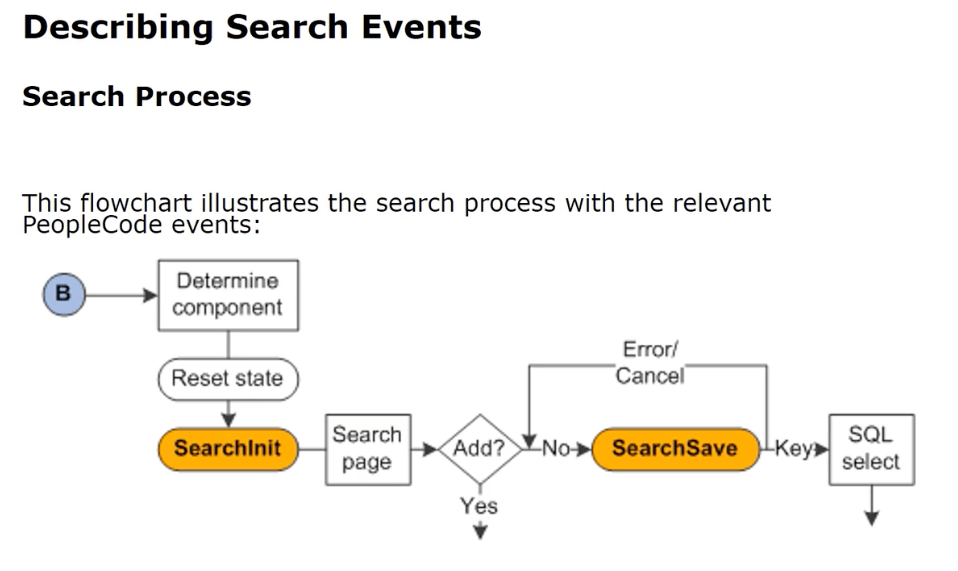 Describing Search Events
Search Process
This flowchart illustrates the search process with the relevant
PeopleCode events:
B
Determine
component
Reset state
SearchInit
Search
page
Add?
Yes
No
Error/
Cancel
SearchSave
Key
SQL
select